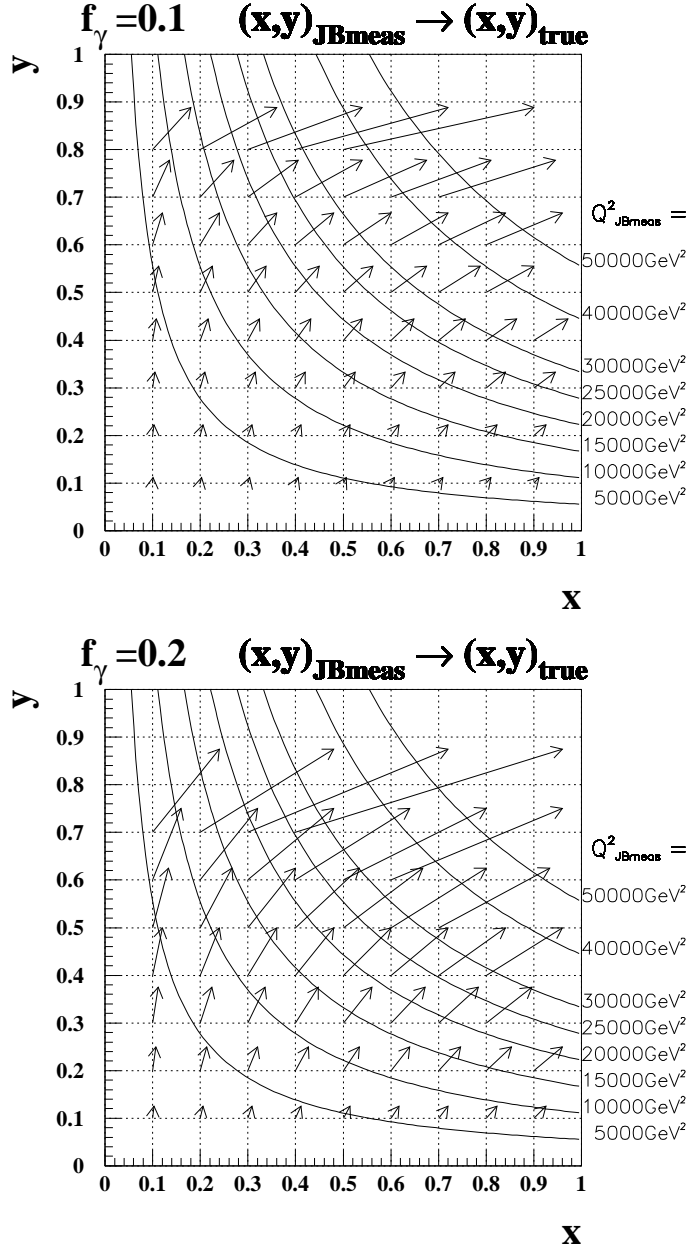 f_γ =0.1 (x,y)_JBmeas → (x,y)_true
y
1
0.9
0.8
0.7
0.6
0.5
0.4
0.3
0.2
0.1
0
0 0.1 0.2 0.3 0.4 0.5 0.6 0.7 0.8 0.9 1
x
Q²_JBmeas =
50000GeV²
40000GeV²
30000GeV²
25000GeV²
20000GeV²
15000GeV²
10000GeV²
5000GeV²
f_γ =0.2 (x,y)_JBmeas → (x,y)_true
y
1
0.9
0.8
0.7
0.6
0.5
0.4
0.3
0.2
0.1
0
0 0.1 0.2 0.3 0.4 0.5 0.6 0.7 0.8 0.9 1
x
Q²_JBmeas =
50000GeV²
40000GeV²
30000GeV²
25000GeV²
20000GeV²
15000GeV²
10000GeV²
5000GeV²